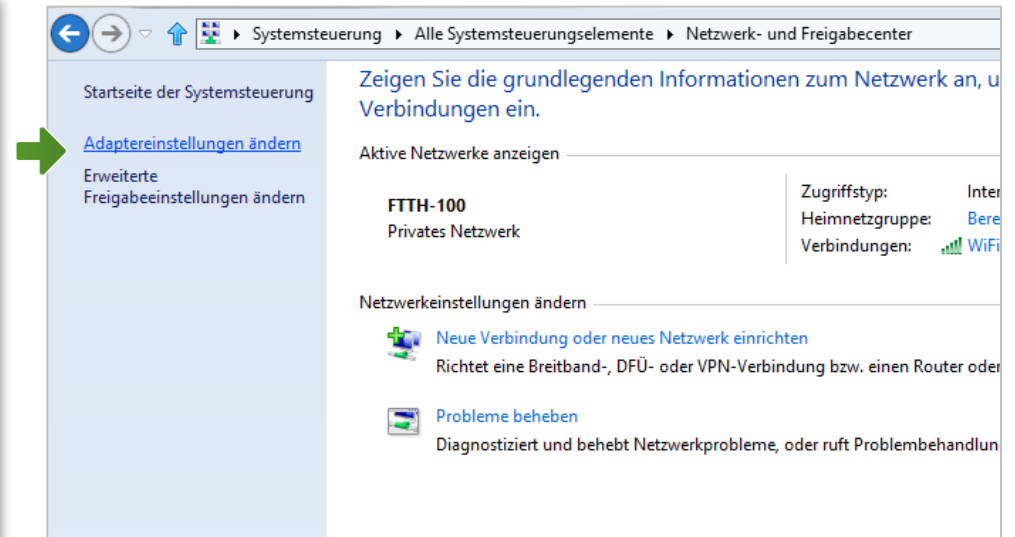 Systemsteuerung ▸ Alle Systemsteuerungselemente ▸ Netzwerk- und Freigabecenter
Startseite der Systemsteuerung
Adaptereinstellungen ändern
Erweiterte
Freigabeeinstellungen ändern
Zeigen Sie die grundlegenden Informationen zum Netzwerk an, u
Verbindungen ein.
Aktive Netzwerke anzeigen
FTTH-100
Privates Netzwerk
Zugriffstyp: Inter
Heimnetzgruppe: Bere
Verbindungen: WiFi
Netzwerkeinstellungen ändern
Neue Verbindung oder neues Netzwerk einrichten
Richtet eine Breitband-, DFÜ- oder VPN-Verbindung bzw. einen Router oder
Probleme beheben
Diagnostiziert und behebt Netzwerkprobleme, oder ruft Problembehandlun